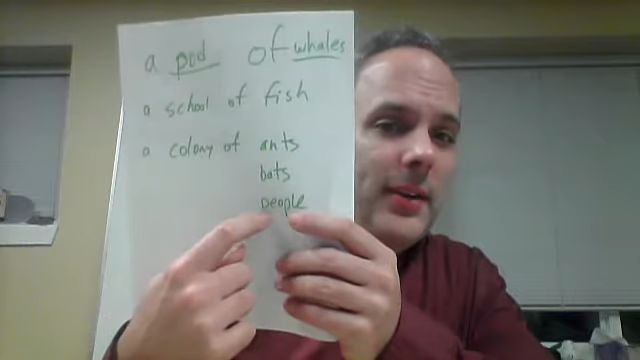 a pod of whales
a school of fish
a colony of ants
bats
people